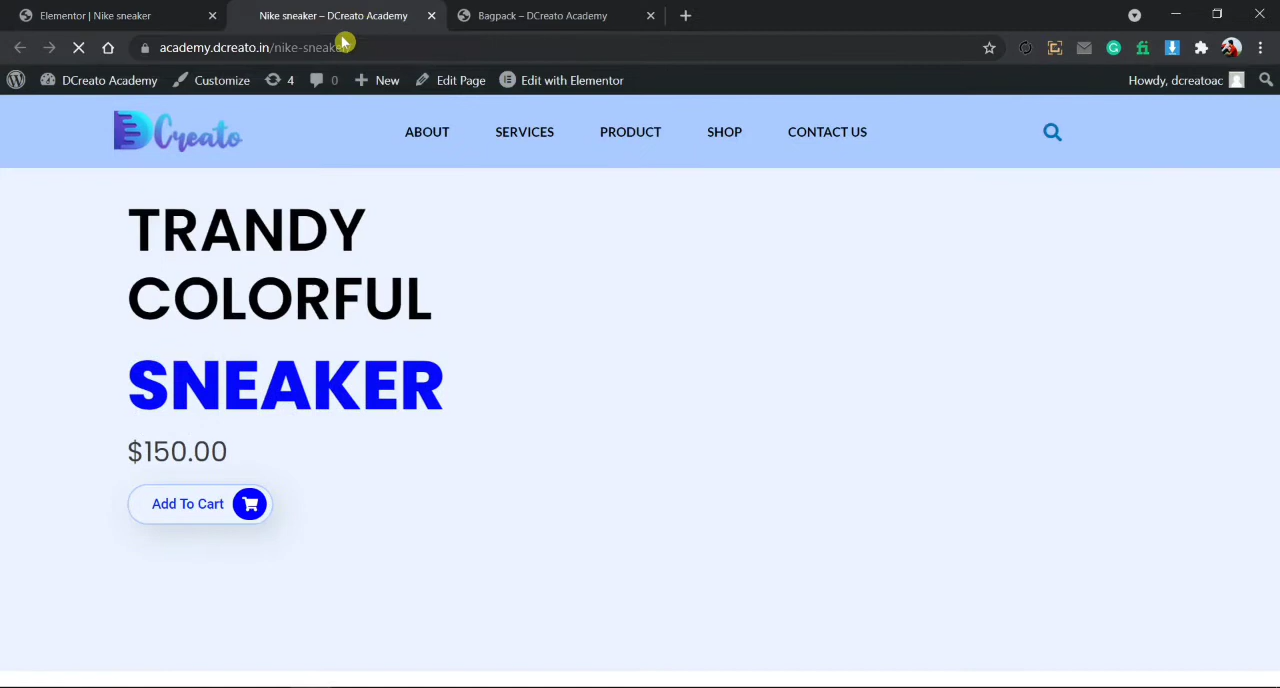 Elementor | Nike sneaker
Nike sneaker – DCreato Academy
Bagpack – DCreato Academy
academy.dcreato.in/nike-sneaker
DCreato Academy
Customize
4
0
New
Edit Page
Edit with Elementor
Howdy, dcreatoac
DCreato
ABOUT
SERVICES
PRODUCT
SHOP
CONTACT US
TRANDY
COLORFUL
SNEAKER
$150.00
Add To Cart